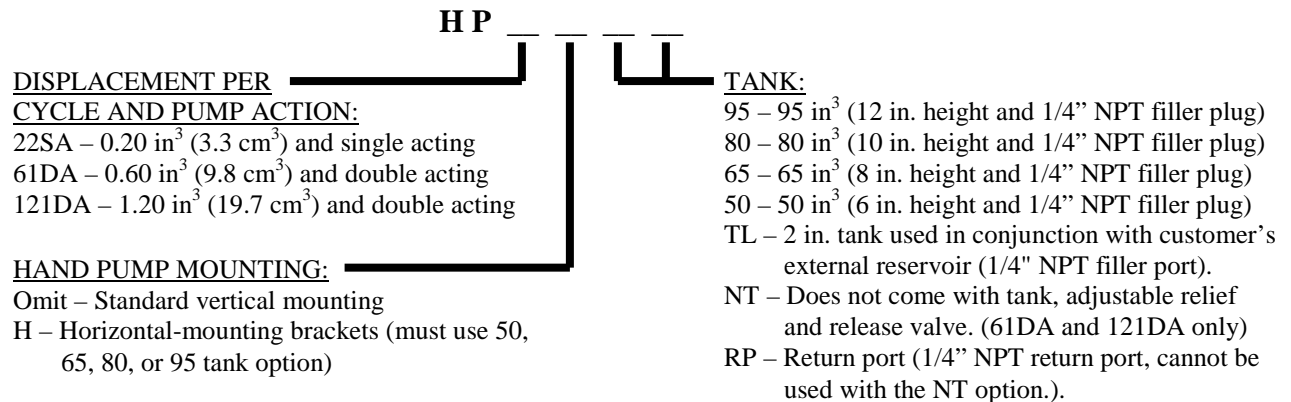 H P __ __ __ __
DISPLACEMENT PER
CYCLE AND PUMP ACTION:
22SA – 0.20 in³ (3.3 cm³) and single acting
61DA – 0.60 in³ (9.8 cm³) and double acting
121DA – 1.20 in³ (19.7 cm³) and double acting
HAND PUMP MOUNTING:
Omit – Standard vertical mounting
H – Horizontal-mounting brackets (must use 50,
65, 80, or 95 tank option)
TANK:
95 – 95 in³ (12 in. height and 1/4” NPT filler plug)
80 – 80 in³ (10 in. height and 1/4” NPT filler plug)
65 – 65 in³ (8 in. height and 1/4” NPT filler plug)
50 – 50 in³ (6 in. height and 1/4” NPT filler plug)
TL – 2 in. tank used in conjunction with customer’s
external reservoir (1/4" NPT filler port).
NT – Does not come with tank, adjustable relief
and release valve. (61DA and 121DA only)
RP – Return port (1/4” NPT return port, cannot be
used with the NT option.).